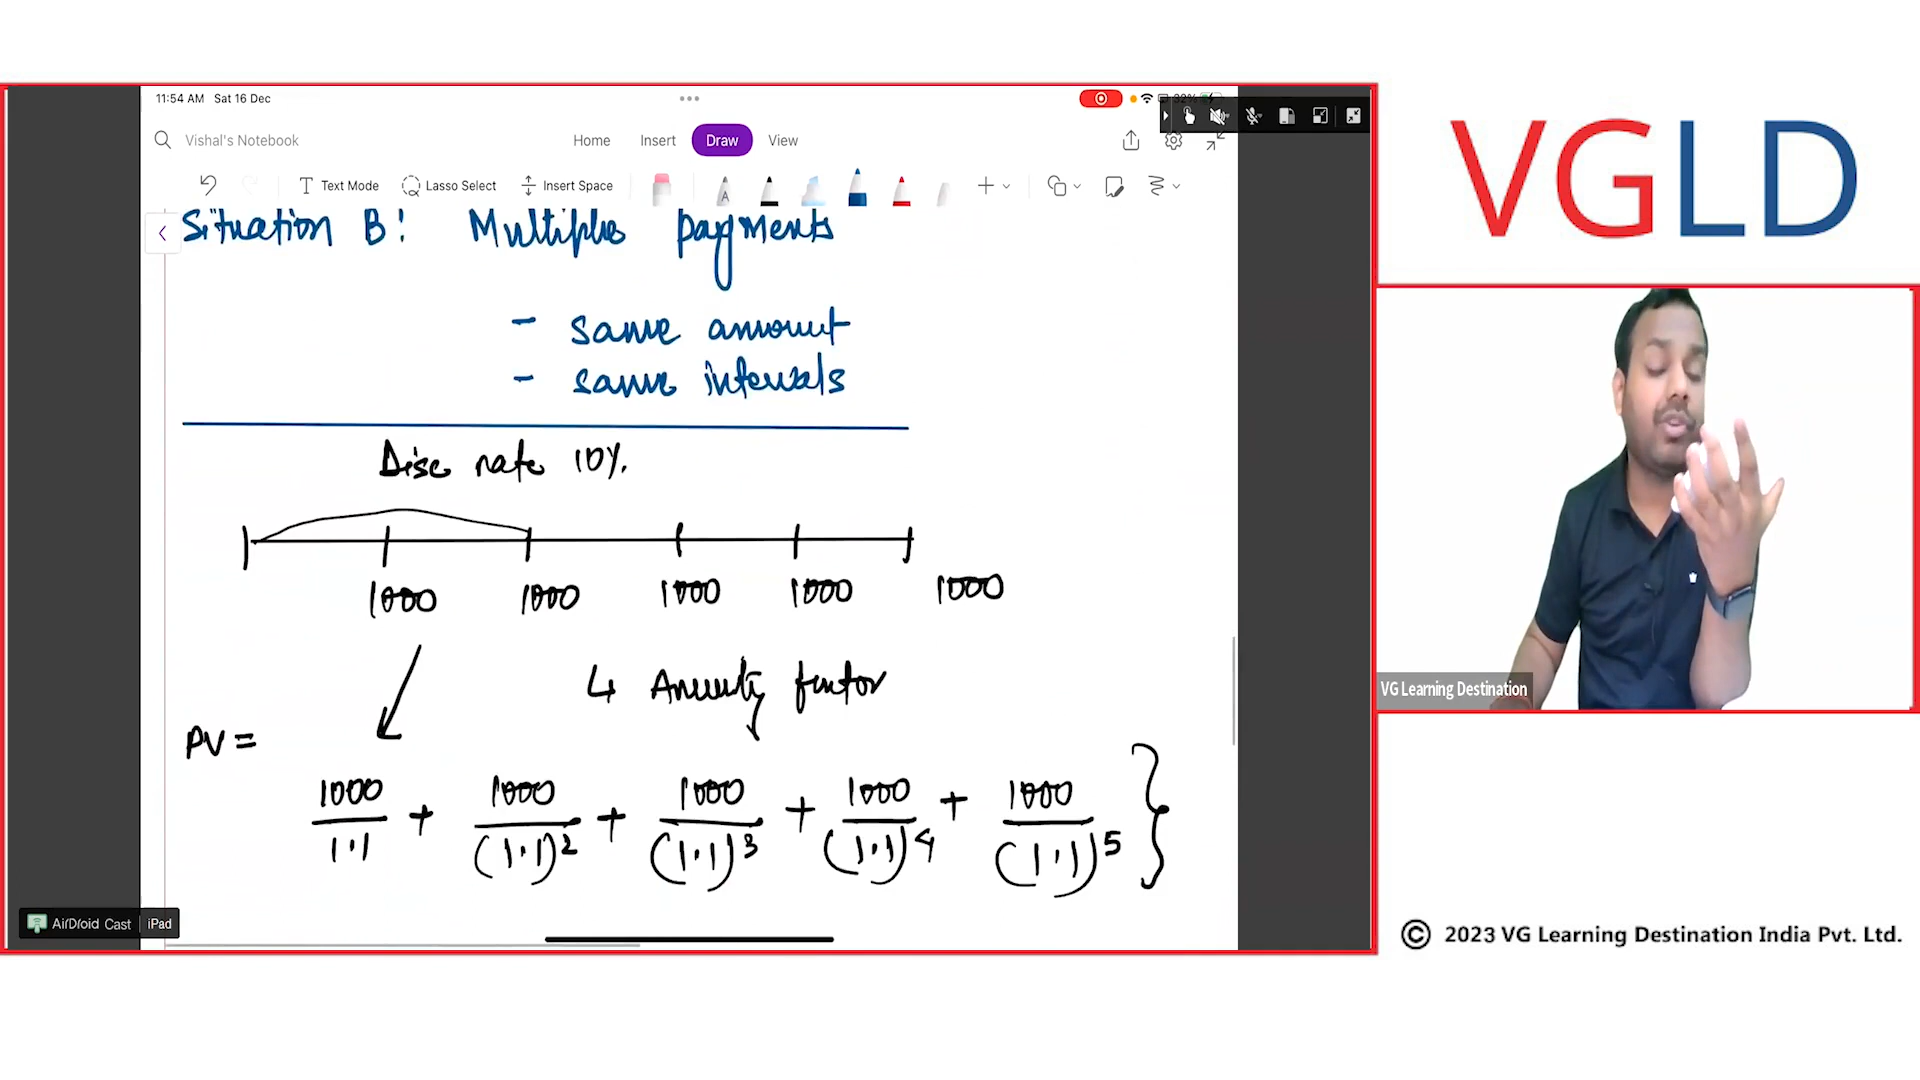 11:54 AM Sat 16 Dec
32%
Vishal's Notebook
Home Insert Draw View
Text Mode Lasso Select Insert Space
Situation B: Multiple payments
- same amount
- same intervals
Disc rate 10%.
1000 1000 1000 1000 1000
Annuity factor
PV =
1000/1.1 + 1000/(1.1)^2 + 1000/(1.1)^3 + 1000/(1.1)^4 + 1000/(1.1)^5 }
AirDroid Cast iPad
VGLD
VG Learning Destination
© 2023 VG Learning Destination India Pvt. Ltd.